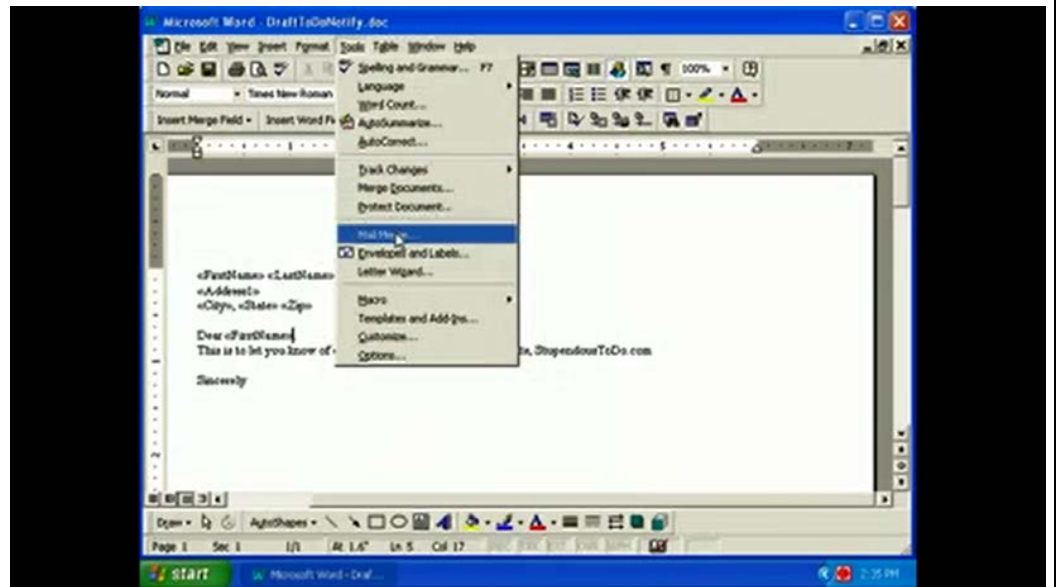 Microsoft Word - DraftToDoNotify.doc
File Edit View Insert Format Tools Table Window Help
Spelling and Grammar... F7
100%
Language
Normal Times New Roman
Word Count...
Insert Merge Field Insert Word
AutoSummarize...
AutoCorrect...
Track Changes
Merge Documents...
Protect Document...
Mail Merge...
Envelopes and Labels...
Letter Wizard...
Macro
Templates and Add-Ins...
Customize...
Options...
«FirstName» «LastName»
«Address1»
«City», «State» «Zip»
Dear «FirstName»
This is to let you know of StupendousToDo.com
Sincerely
Draw AutoShapes
Page 1 Sec 1 1/1 At 1.6" Ln 5 Col 17
start Microsoft Word - Draf... 2:35 PM